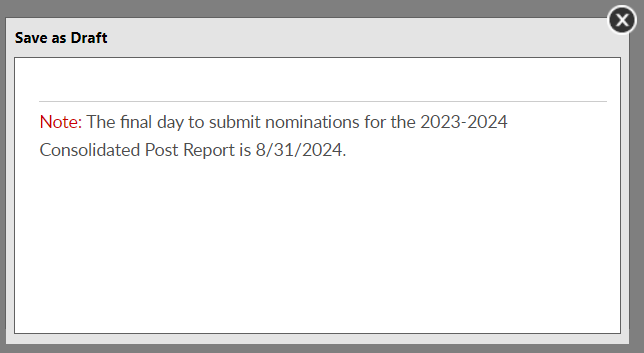 Save as Draft
Note: The final day to submit nominations for the 2023-2024
Consolidated Post Report is 8/31/2024.